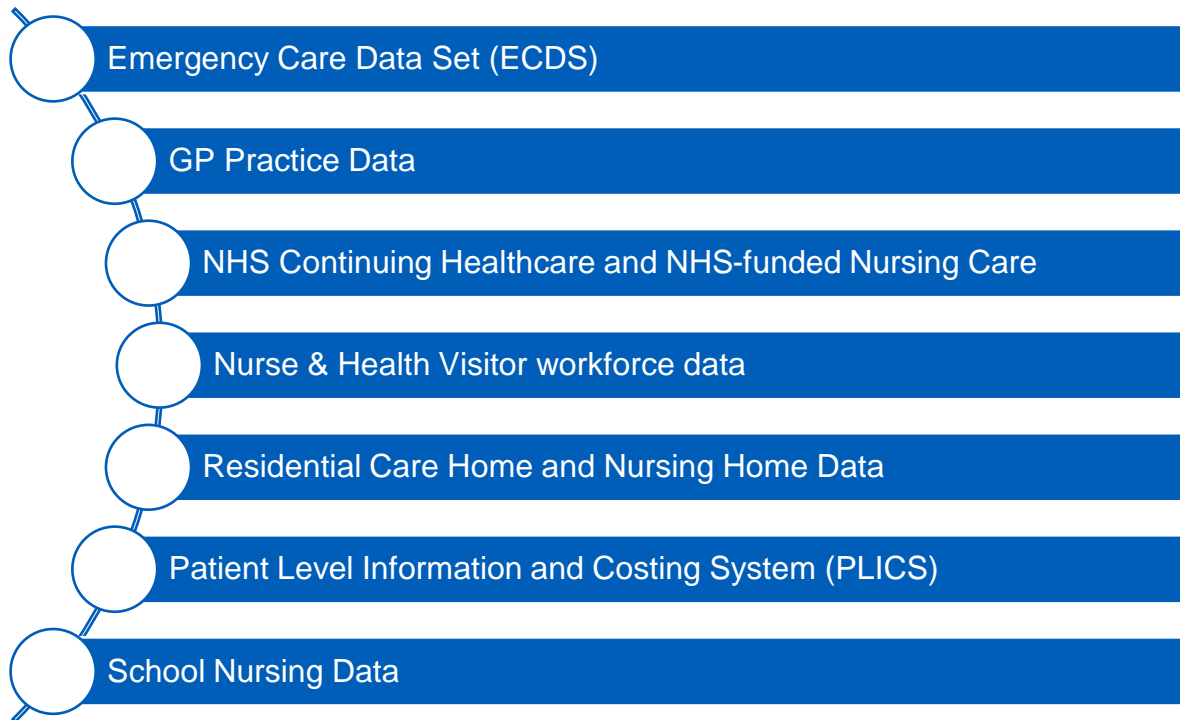 Emergency Care Data Set (ECDS)
GP Practice Data
NHS Continuing Healthcare and NHS-funded Nursing Care
Nurse & Health Visitor workforce data
Residential Care Home and Nursing Home Data
Patient Level Information and Costing System (PLICS)
School Nursing Data